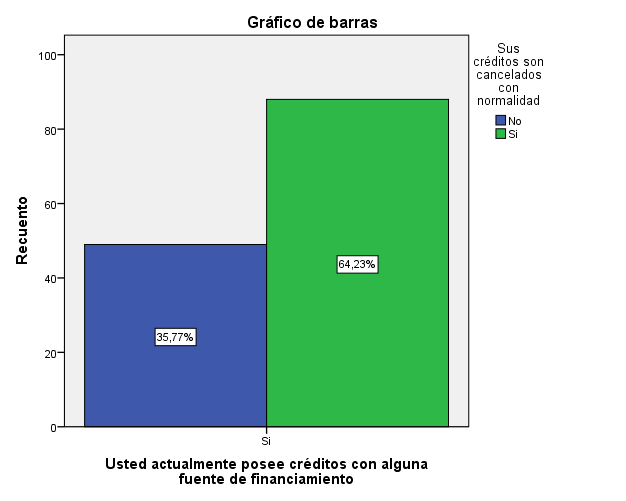 Gráfico de barras
Sus
créditos son
cancelados
con
normalidad
No
Si
100
80
60
40
20
0
Recuento
35,77%
64,23%
Si
Usted actualmente posee créditos con alguna
fuente de financiamiento